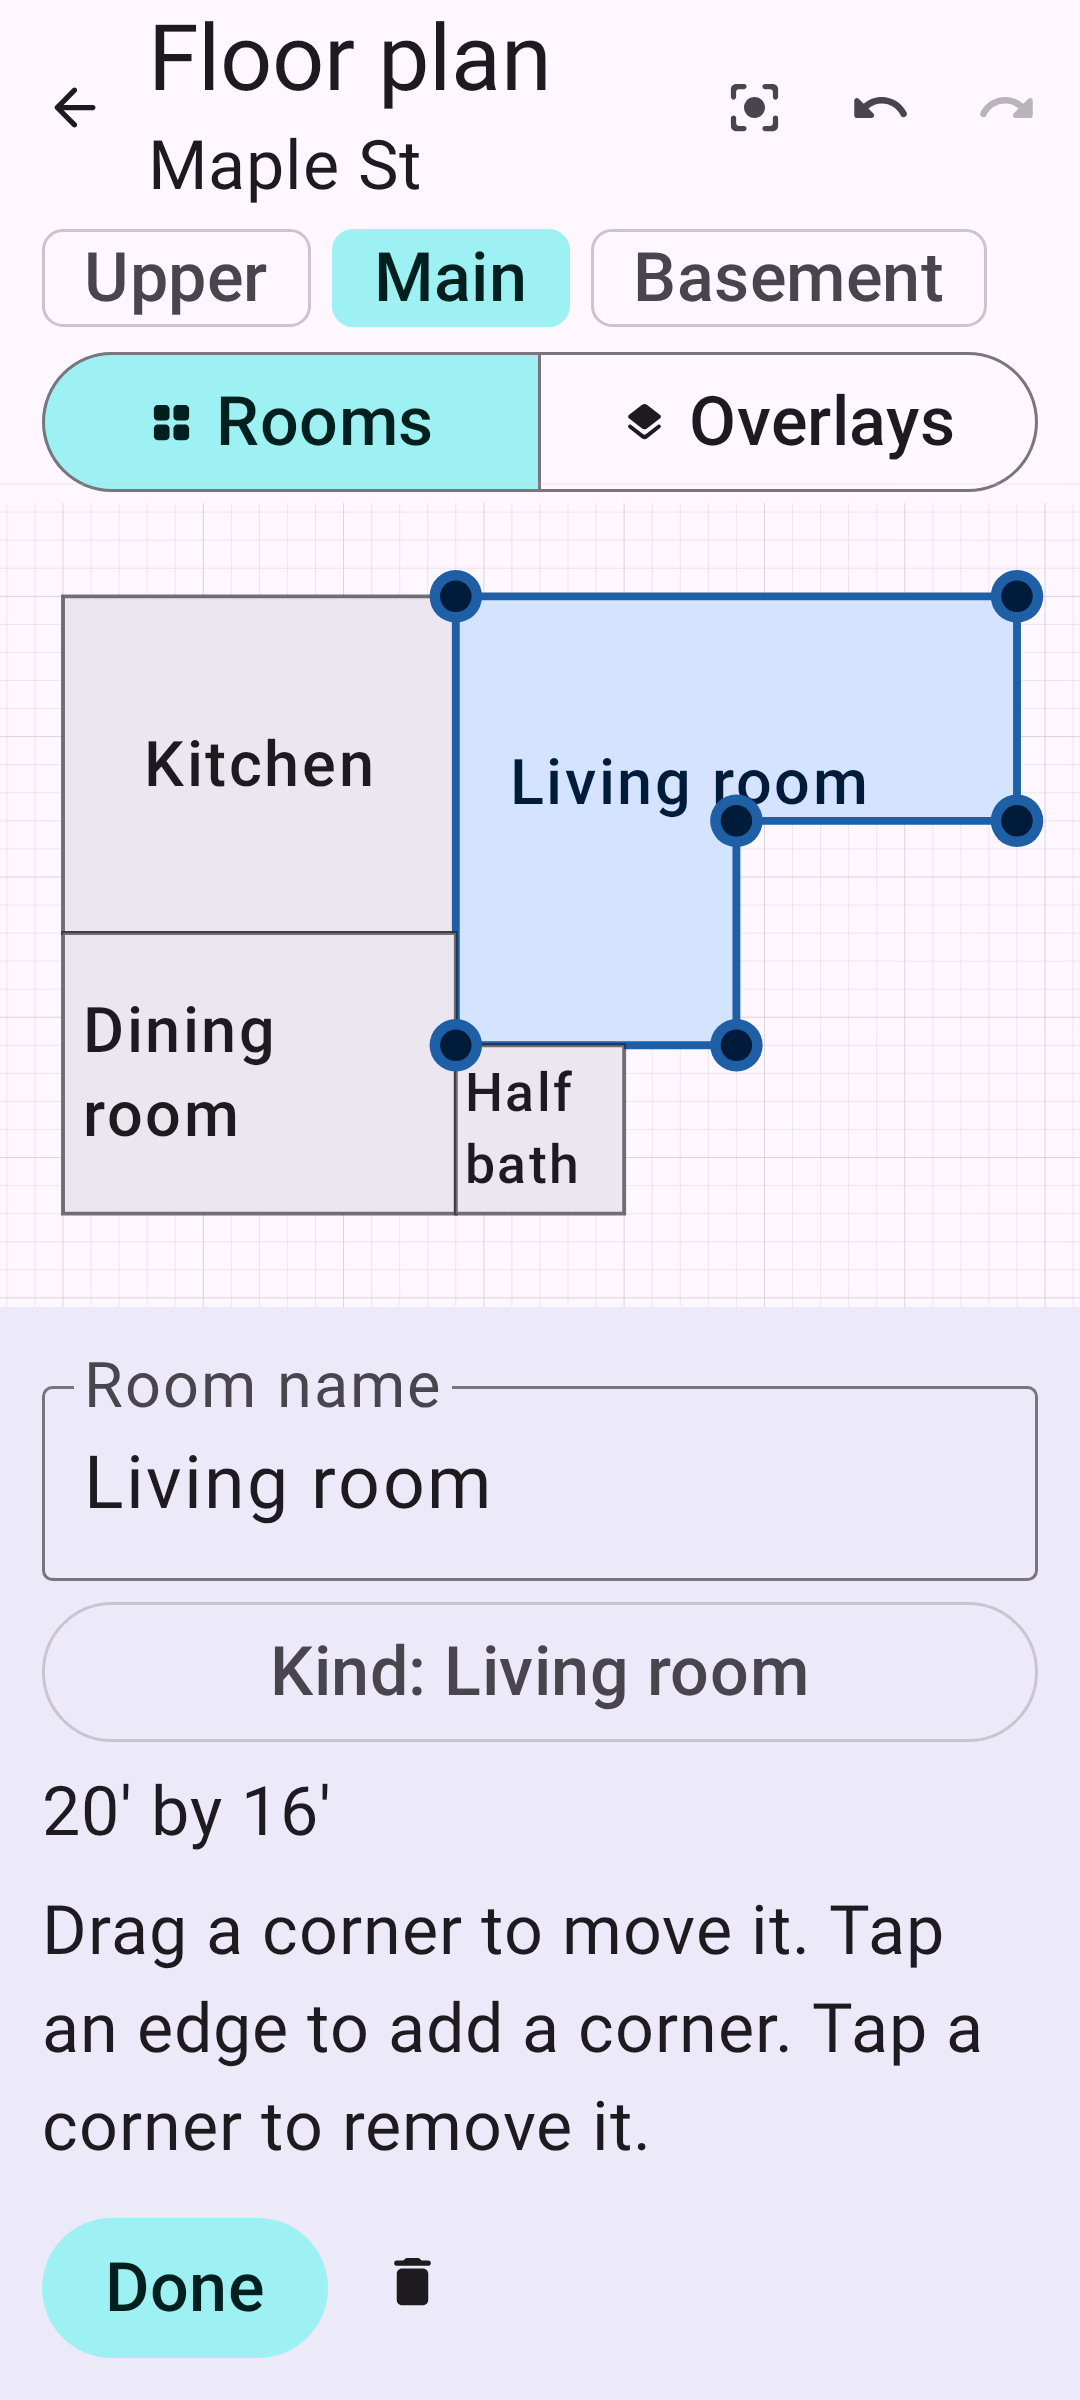 Floor plan
Maple St
Upper
Main
Basement
Rooms
Overlays
Kitchen
Living room
Dining
room
Half
bath
Room name
Living room
Kind: Living room
20' by 16'
Drag a corner to move it. Tap
an edge to add a corner. Tap a
corner to remove it.
Done